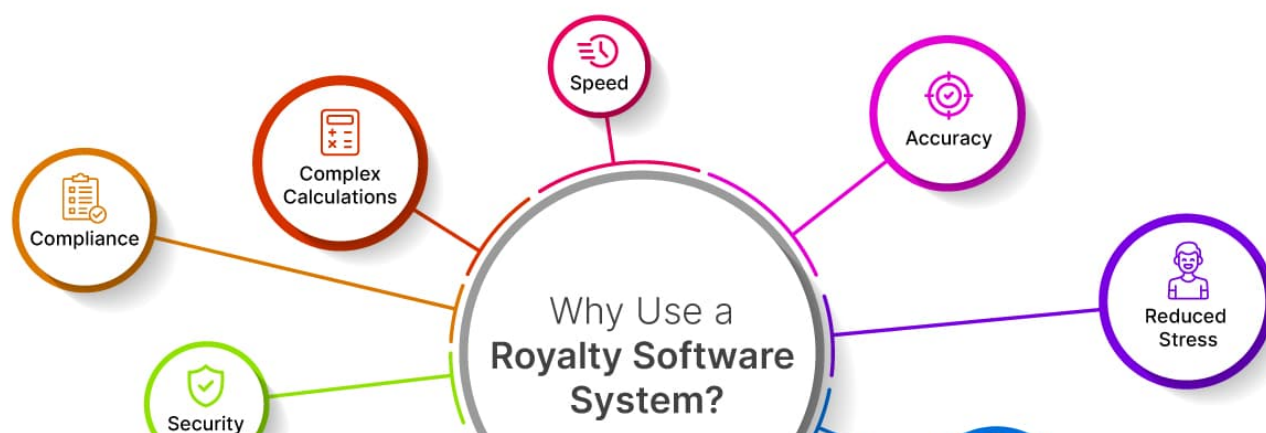 Speed
Accuracy
Complex
Calculations
Compliance
Reduced
Stress
Why Use a
Royalty Software
System?
Security